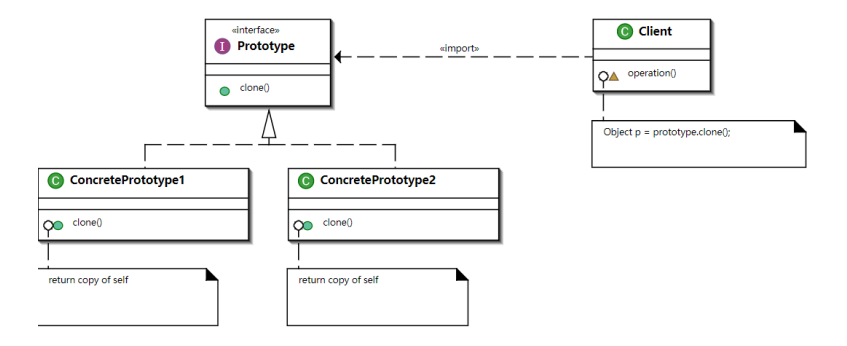 «interface»
I Prototype
clone()
«import»
C Client
operation()
Object p = prototype.clone();
C ConcretePrototype1
clone()
return copy of self
C ConcretePrototype2
clone()
return copy of self